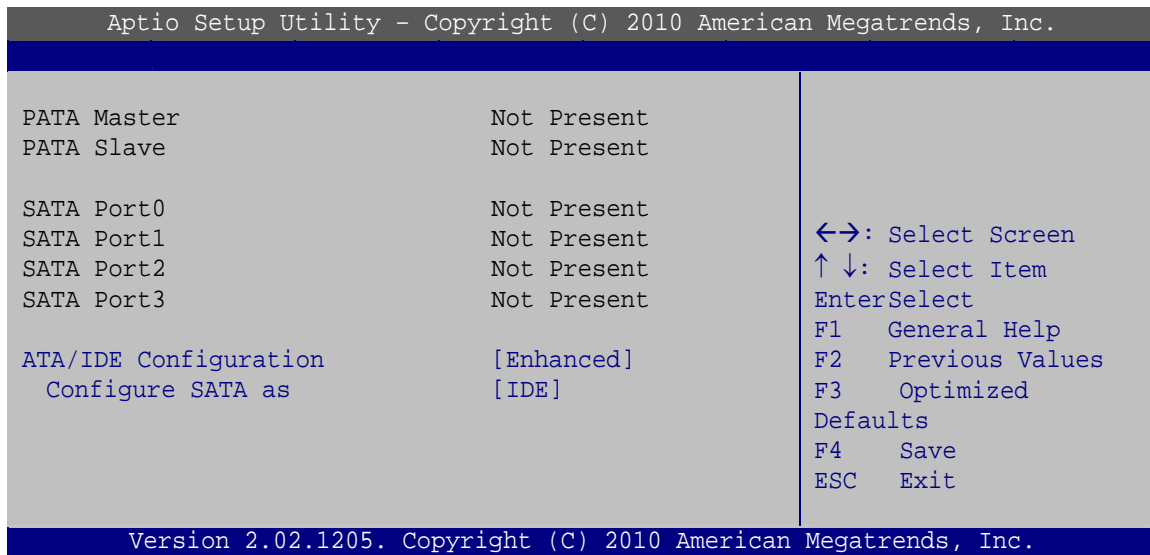 Aptio Setup Utility – Copyright (C) 2010 American Megatrends, Inc.
PATA Master Not Present
PATA Slave Not Present
SATA Port0 Not Present
SATA Port1 Not Present
SATA Port2 Not Present
SATA Port3 Not Present
ATA/IDE Configuration [Enhanced]
Configure SATA as [IDE]
←→: Select Screen
↑ ↓: Select Item
EnterSelect
F1 General Help
F2 Previous Values
F3 Optimized
Defaults
F4 Save
ESC Exit
Version 2.02.1205. Copyright (C) 2010 American Megatrends, Inc.